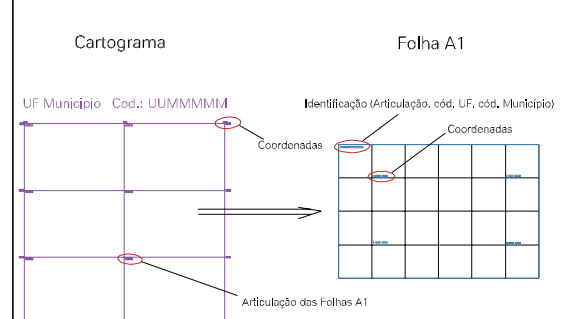 Cartograma
Folha A1
UF Município Cod.: UUMMMMM
Identificação (Articulação, cód. UF, cód. Município)
Coordenadas
Coordenadas
Articulação das Folhas A1